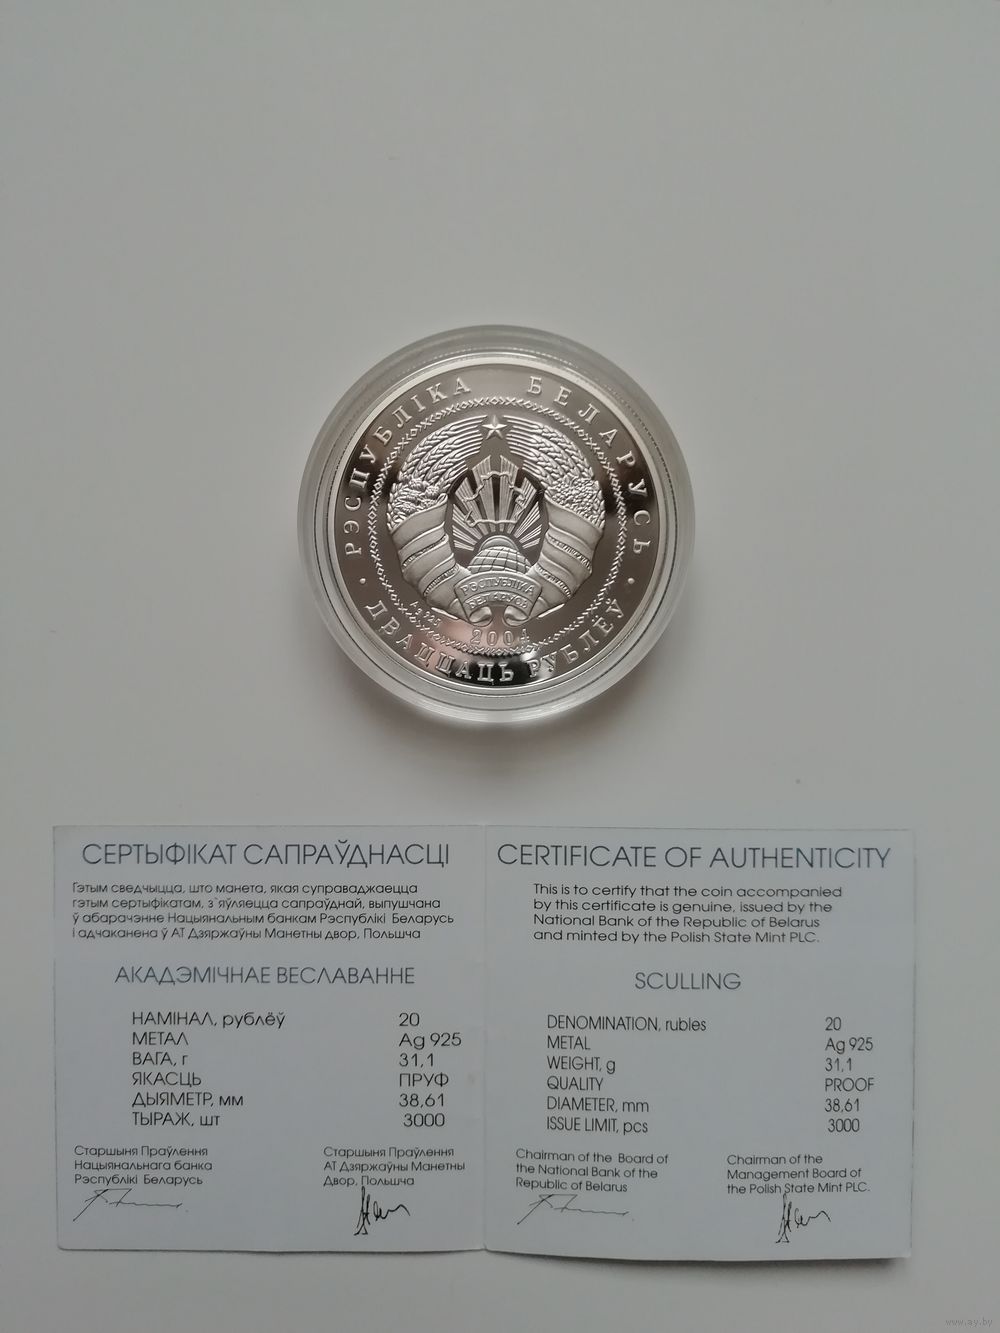 РЭСПУБЛІКА БЕЛАРУСЬ
РЭСПУБЛІКА
БЕЛАРУСЬ
Ag 925
2004
· ДВАЦЦАЦЬ РУБЛЁЎ ·
СЕРТЫФІКАТ САПРАЎДНАСЦІ
Гэтым сведчыцца, што манета, якая суправаджаецца
гэтым сертыфікатам, з`яўляецца сапраўднай, выпушчана
ў абарачэнне Нацыянальным банкам Рэспублікі Беларусь
і адчаканена ў АТ Дзяржаўны Манетны двор, Польшча
АКАДЭМІЧНАЕ ВЕСЛАВАННЕ
НАМІНАЛ, рублёў 20
МЕТАЛ Ag 925
ВАГА, г 31,1
ЯКАСЦЬ ПРУФ
ДЫЯМЕТР, мм 38,61
ТЫРАЖ, шт 3000
Старшыня Праўлення
Нацыянальнага банка
Рэспублікі Беларусь
Старшыня Праўлення
АТ Дзяржаўны Манетны
Двор, Польшча
CERTIFICATE OF AUTHENTICITY
This is to certify that the coin accompanied
by this certificate is genuine, issued by the
National Bank of the Republic of Belarus
and minted by the Polish State Mint PLC.
SCULLING
DENOMINATION, rubles 20
METAL Ag 925
WEIGHT, g 31,1
QUALITY PROOF
DIAMETER, mm 38,61
ISSUE LIMIT, pcs 3000
Chairman of the Board of
the National Bank of the
Republic of Belarus
Chairman of the
Management Board of
the Polish State Mint PLC.
www.ay.by